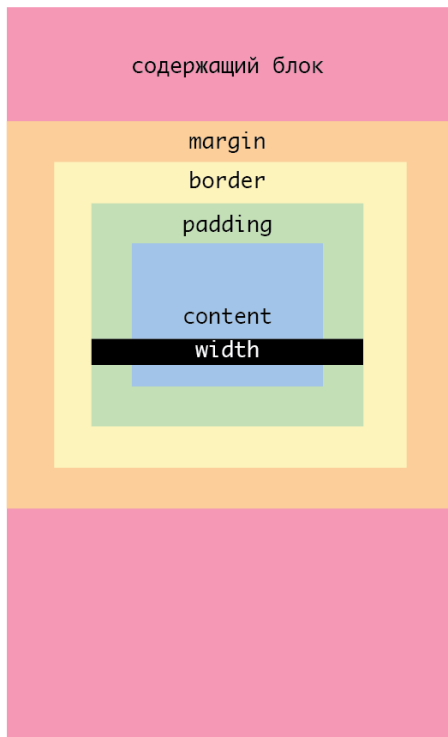 содержащий блок
margin
border
padding
content
width